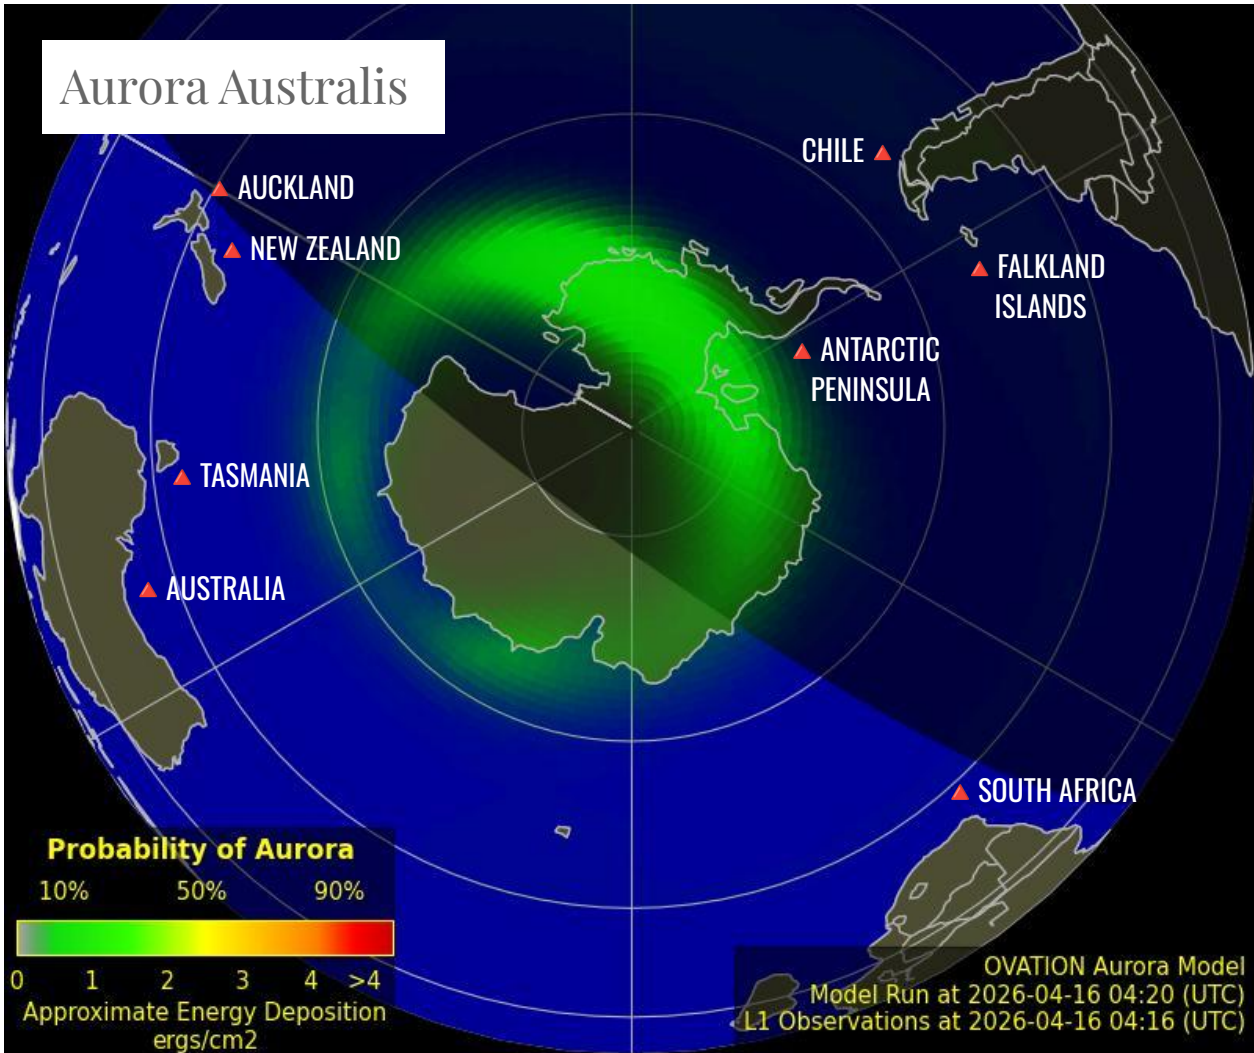 Aurora Australis
CHILE
AUCKLAND
NEW ZEALAND
FALKLAND
ISLANDS
ANTARCTIC
PENINSULA
TASMANIA
AUSTRALIA
SOUTH AFRICA
Probability of Aurora
10% 50% 90%
0 1 2 3 4 >4
Approximate Energy Deposition
ergs/cm2
OVATION Aurora Model
Model Run at 2026-04-16 04:20 (UTC)
L1 Observations at 2026-04-16 04:16 (UTC)